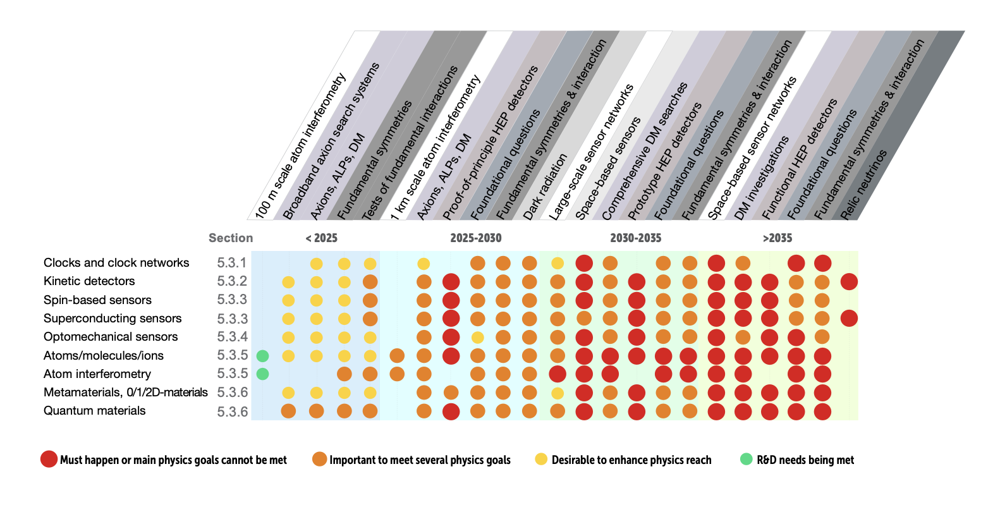 100 m scale atom interferometry
Broadband axion search systems
Axions, ALPs, DM
Fundamental symmetries
Tests of fundamental interactions
1 km scale atom interferometry
Axions, ALPs, DM
Proof-of-principle HEP detectors
Foundational questions
Fundamental symmetries & interaction
Dark radiation
Large-scale sensor networks
Space-based sensors
Comprehensive DM searches
Prototype HEP detectors
Foundational questions
Fundamental symmetries & interaction
Space-based sensor networks
DM investigations
Functional HEP detectors
Foundational questions
Fundamental symmetries & interaction
Relic neutrinos
Section < 2025 2025-2030 2030-2035 >2035
Clocks and clock networks 5.3.1
Kinetic detectors 5.3.2
Spin-based sensors 5.3.3
Superconducting sensors 5.3.3
Optomechanical sensors 5.3.4
Atoms/molecules/ions 5.3.5
Atom interferometry 5.3.5
Metamaterials, 0/1/2D-materials 5.3.6
Quantum materials 5.3.6
Must happen or main physics goals cannot be met Important to meet several physics goals Desirable to enhance physics reach R&D needs being met